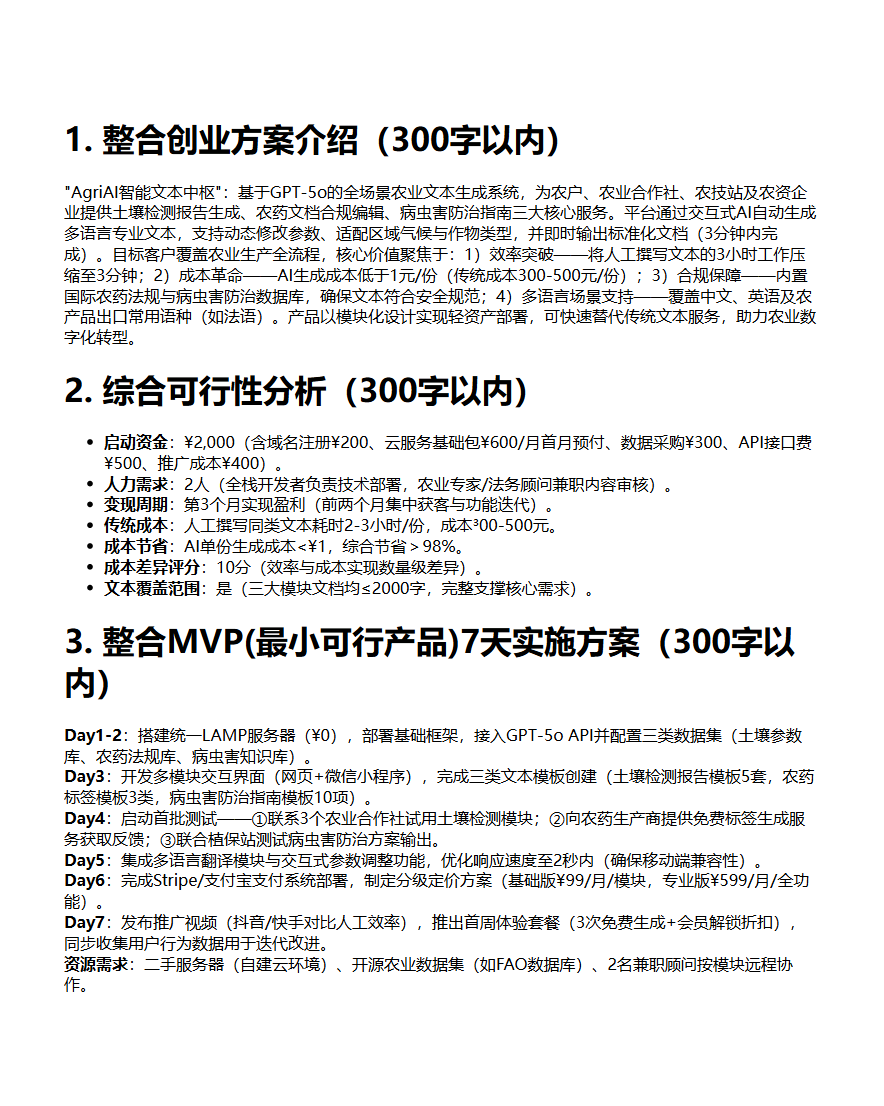 1. 整合创业方案介绍（300字以内）
"AgriAI智能文本中枢"：基于GPT-5o的全场景农业文本生成系统，为农户、农业合作社、农技站及农资企
业提供土壤检测报告生成、农药文档合规编辑、病虫害防治指南三大核心服务。平台通过交互式AI自动生成
多语言专业文本，支持动态修改参数、适配区域气候与作物类型，并即时输出标准化文档（3分钟内完
成）。目标客户覆盖农业生产全流程，核心价值聚焦于：1）效率突破——将人工撰写文本的3小时工作压
缩至3分钟；2）成本革命——AI生成成本低于1元/份（传统成本300-500元/份）；3）合规保障——内置
国际农药法规与病虫害防治数据库，确保文本符合安全规范；4）多语言场景支持——覆盖中文、英语及农
产品出口常用语种（如法语）。产品以模块化设计实现轻资产部署，可快速替代传统文本服务，助力农业数
字化转型。
2. 综合可行性分析（300字以内）
• 启动资金：¥2,000（含域名注册¥200、云服务基础包¥600/月首月预付、数据采购¥300、API接口费
¥500、推广成本¥400）。
• 人力需求：2人（全栈开发者负责技术部署，农业专家/法务顾问兼职内容审核）。
• 变现周期：第3个月实现盈利（前两个月集中获客与功能迭代）。
• 传统成本：人工撰写同类文本耗时2-3小时/份，成本³00-500元。
• 成本节省：AI单份生成成本<¥1，综合节省＞98%。
• 成本差异评分：10分（效率与成本实现数量级差异）。
• 文本覆盖范围：是（三大模块文档均≤2000字，完整支撑核心需求）。
3. 整合MVP(最小可行产品)7天实施方案（300字以
内）
Day1-2：搭建统一LAMP服务器（¥0），部署基础框架，接入GPT-5o API并配置三类数据集（土壤参数
库、农药法规库、病虫害知识库）。
Day3：开发多模块交互界面（网页+微信小程序），完成三类文本模板创建（土壤检测报告模板5套，农药
标签模板3类，病虫害防治指南模板10项）。
Day4：启动首批测试——①联系3个农业合作社试用土壤检测模块；②向农药生产商提供免费标签生成服
务获取反馈；③联合植保站测试病虫害防治方案输出。
Day5：集成多语言翻译模块与交互式参数调整功能，优化响应速度至2秒内（确保移动端兼容性）。
Day6：完成Stripe/支付宝支付系统部署，制定分级定价方案（基础版¥99/月/模块，专业版¥599/月/全功
能）。
Day7：发布推广视频（抖音/快手对比人工效率），推出首周体验套餐（3次免费生成+会员解锁折扣），
同步收集用户行为数据用于迭代改进。
资源需求：二手服务器（自建云环境）、开源农业数据集（如FAO数据库）、2名兼职顾问按模块远程协
作。